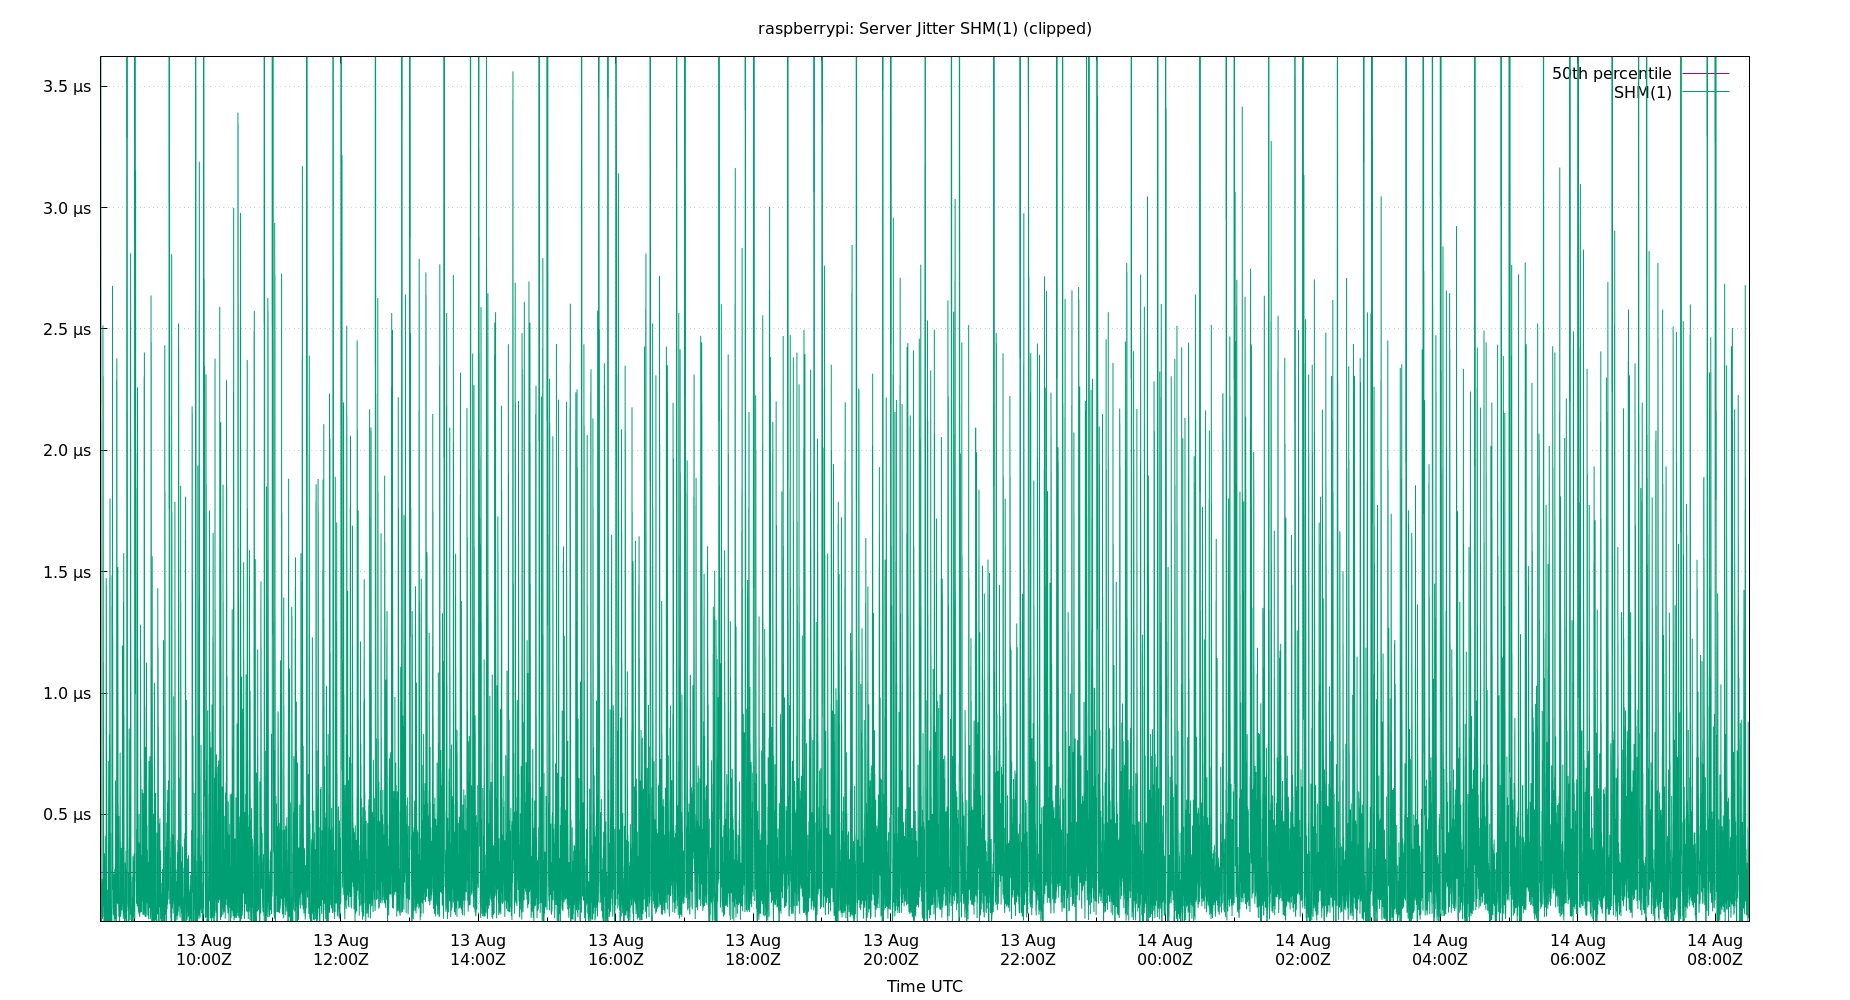 raspberrypi: Server Jitter SHM(1) (clipped)
50th percentile
SHM(1)
3.5 µs
3.0 µs
2.5 µs
2.0 µs
1.5 µs
1.0 µs
0.5 µs
13 Aug 13 Aug 13 Aug 13 Aug 13 Aug 13 Aug 13 Aug 14 Aug 14 Aug 14 Aug 14 Aug 14 Aug
10:00Z 12:00Z 14:00Z 16:00Z 18:00Z 20:00Z 22:00Z 00:00Z 02:00Z 04:00Z 06:00Z 08:00Z
Time UTC